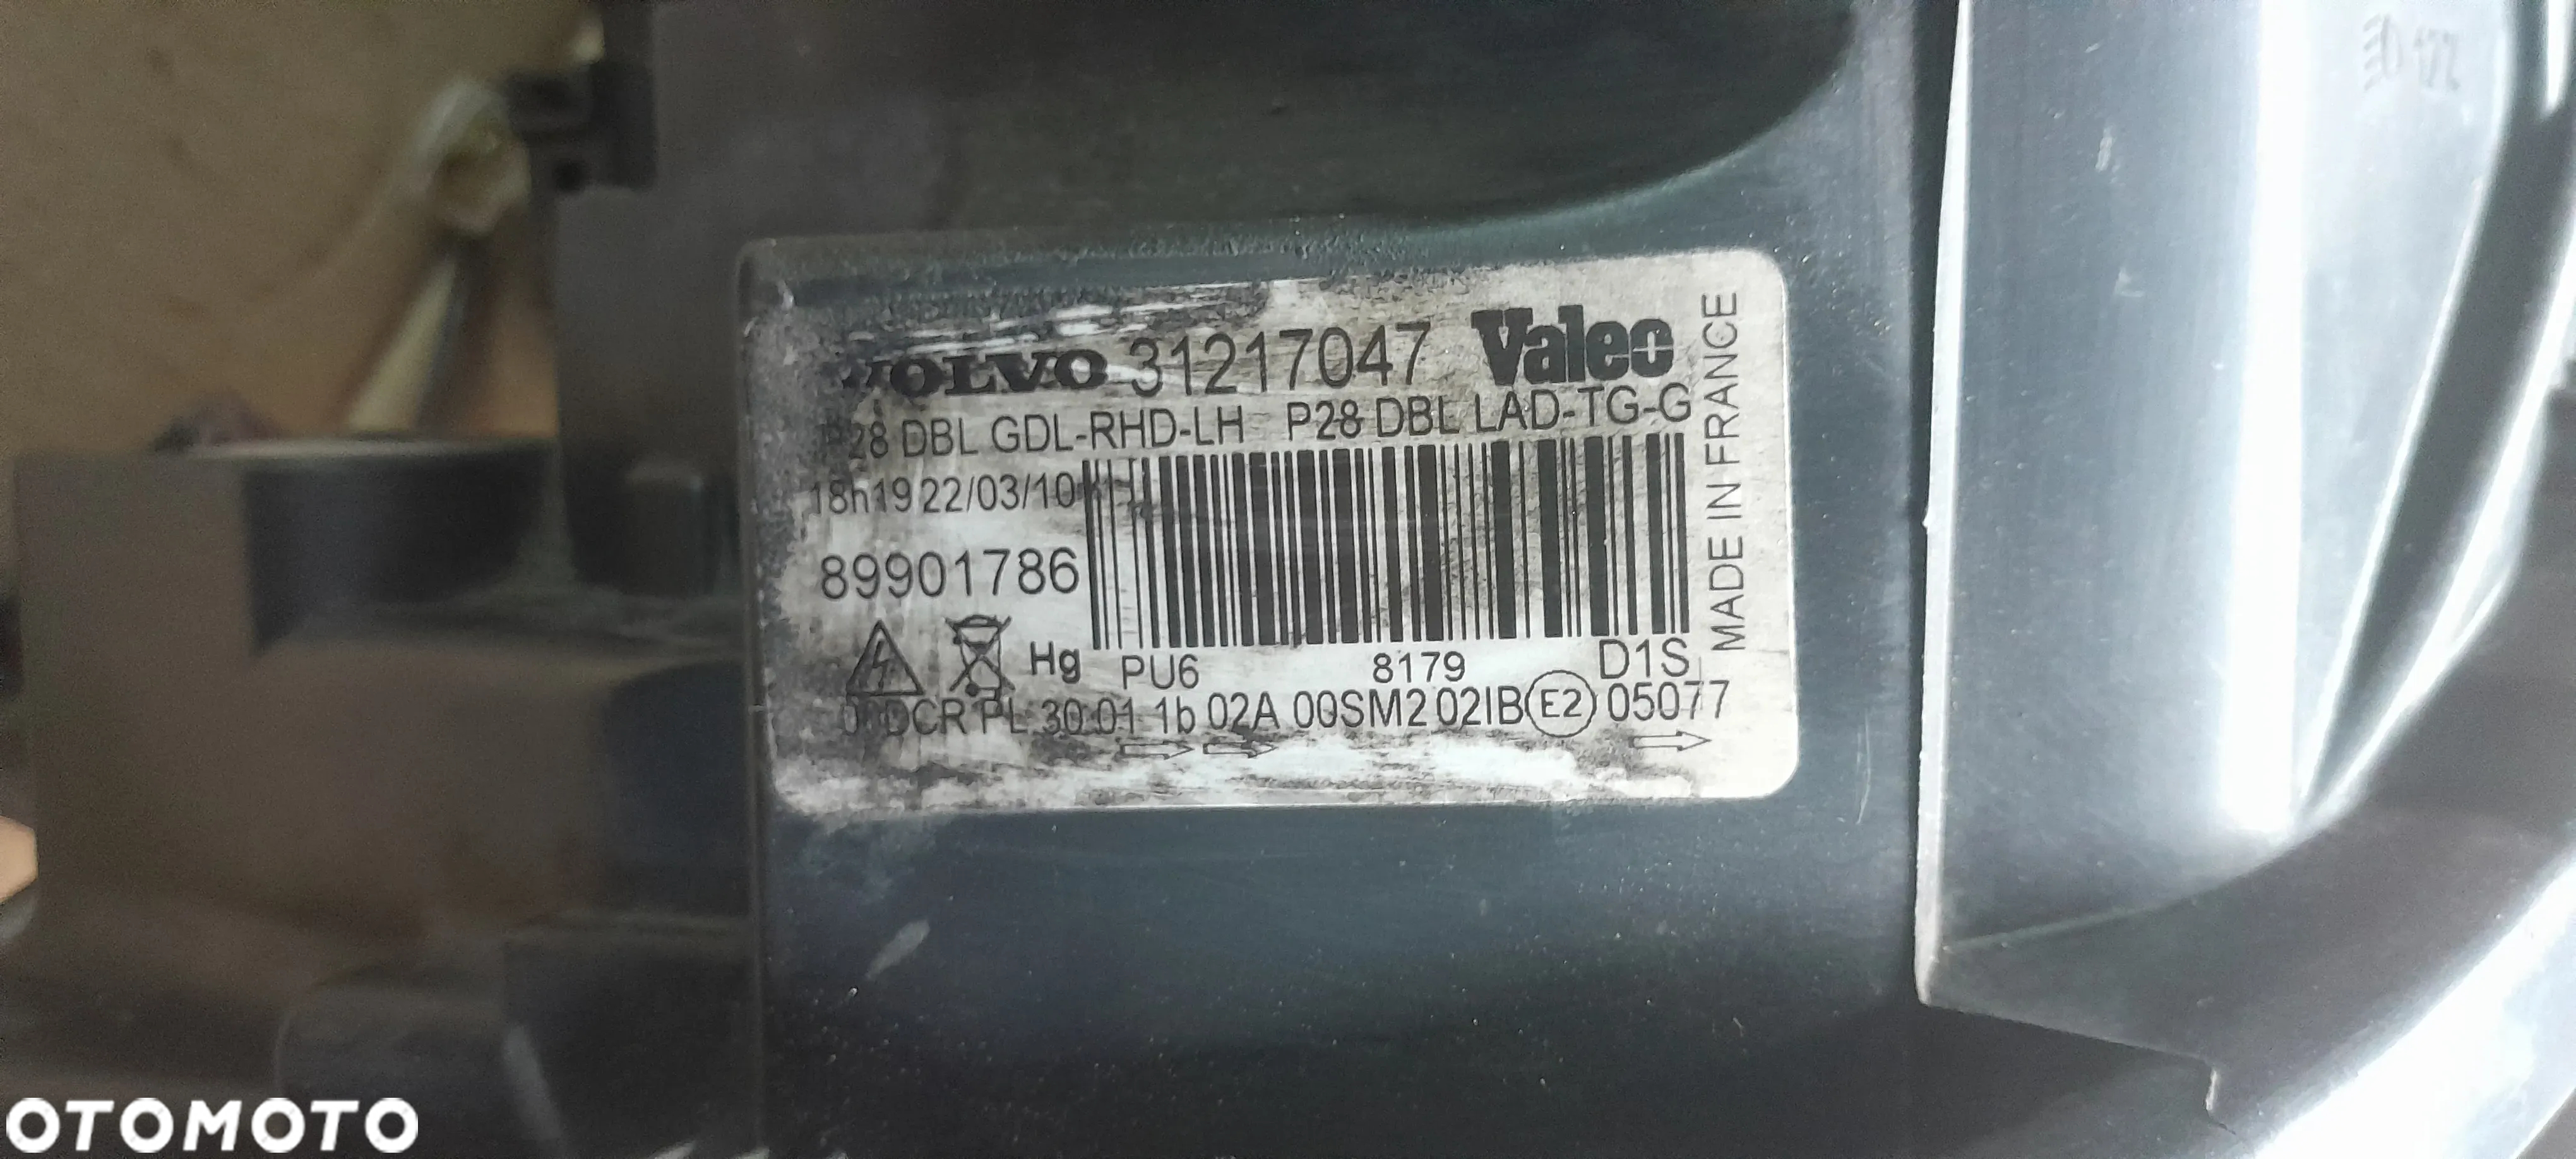 VOLVO 31217047 Valeo
P28 DBL GDL-RHD-LH P28 DBL LAD-TG-G
18h19 22/03/10
89901786
Hg PU6 8179 D1S
DCR PL 30.01 1b 02A 00SM2 02IB E2 05077
MADE IN FRANCE
OTOMOTO